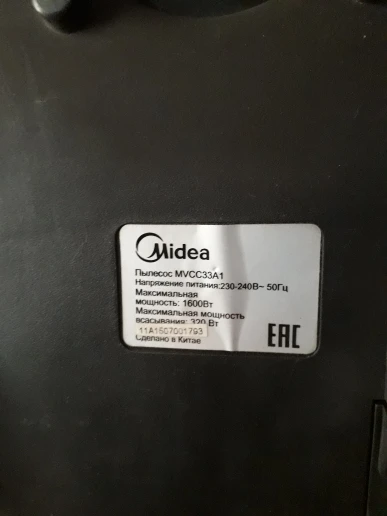 Midea
Пылесос MVCC33A1
Напряжение питания:230-240В~ 50Гц
Максимальная
мощность: 1600Вт
Максимальная мощность
всасывания: 320 Вт
11A1507001793
Сделано в Китае
EAC